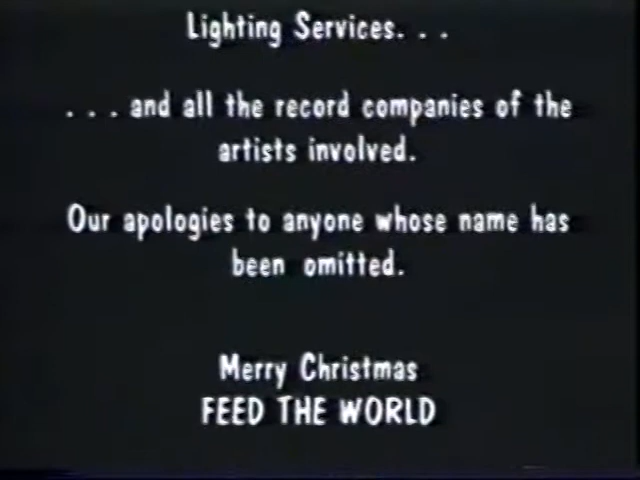 Lighting Services. . .
. . . and all the record companies of the
artists involved.
Our apologies to anyone whose name has
been omitted.
Merry Christmas
FEED THE WORLD